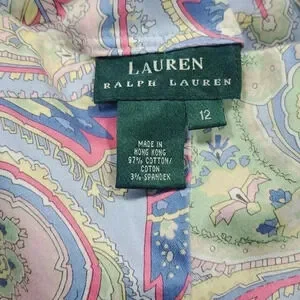 LAUREN
RALPH LAUREN
12
MADE IN
HONG KONG
97% COTTON/
COTON
3% SPANDEX